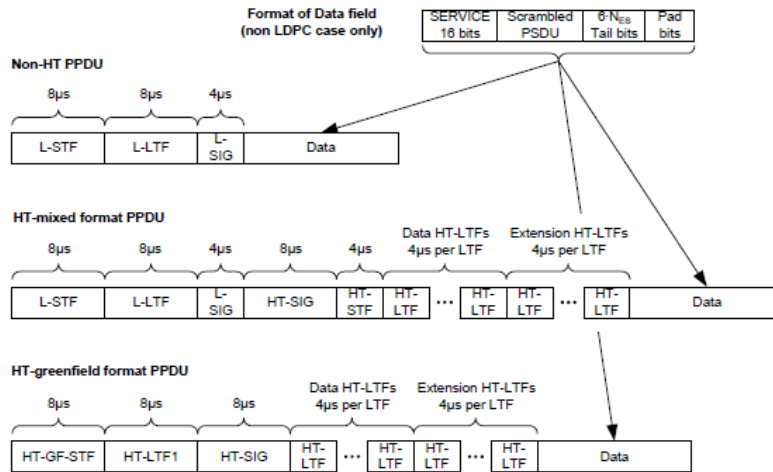 Format of Data field
(non LDPC case only)
SERVICE
16 bits
Scrambled
PSDU
6·NES
Tail bits
Pad
bits
Non-HT PPDU
8µs
8µs
4µs
L-STF
L-LTF
L-
SIG
Data
HT-mixed format PPDU
Data HT-LTFs
4µs per LTF
Extension HT-LTFs
4µs per LTF
8µs
8µs
4µs
8µs
4µs
L-STF
L-LTF
L-
SIG
HT-SIG
HT-
STF
HT-
LTF
...
HT-
LTF
HT-
LTF
...
HT-
LTF
Data
HT-greenfield format PPDU
Data HT-LTFs
4µs per LTF
Extension HT-LTFs
4µs per LTF
8µs
8µs
8µs
HT-GF-STF
HT-LTF1
HT-SIG
HT-
LTF
...
HT-
LTF
HT-
LTF
...
HT-
LTF
Data